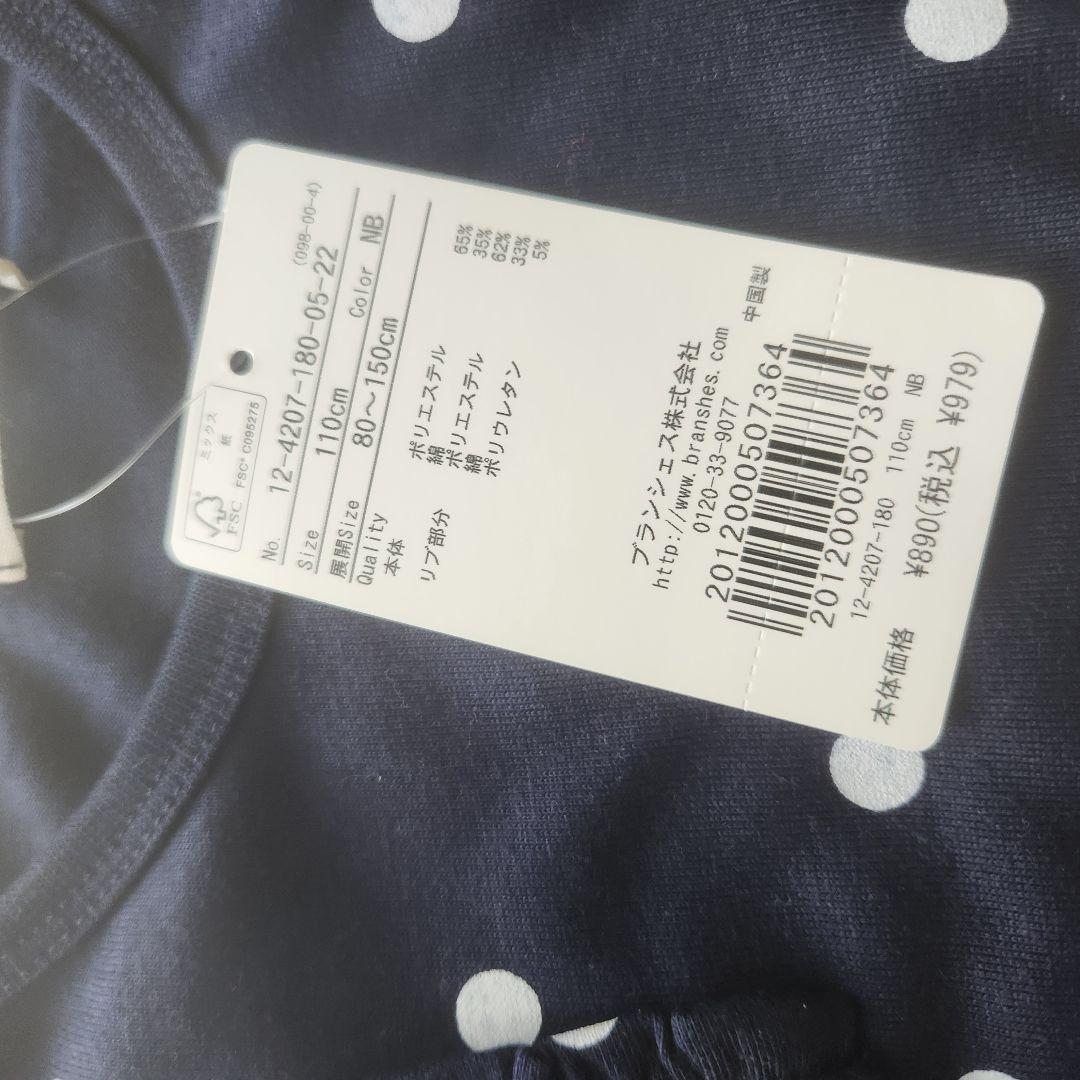 FSC®
ミックス
紙
FSC® C095275
(098-00-4)
No. 12-4207-180-05-22
Size 110cm Color NB
展開Size 80～150cm
Quality
本体 ポリエステル 65%
綿 35%
リブ部分 ポリエステル 62%
綿 33%
ポリウレタン 5%
中国製
ブランシェス株式会社
http://www.branshes.com
0120-33-9077
2012000507364
2012000507364
12-4207-180 110cm NB
本体価格 ¥890(税込 ¥979)